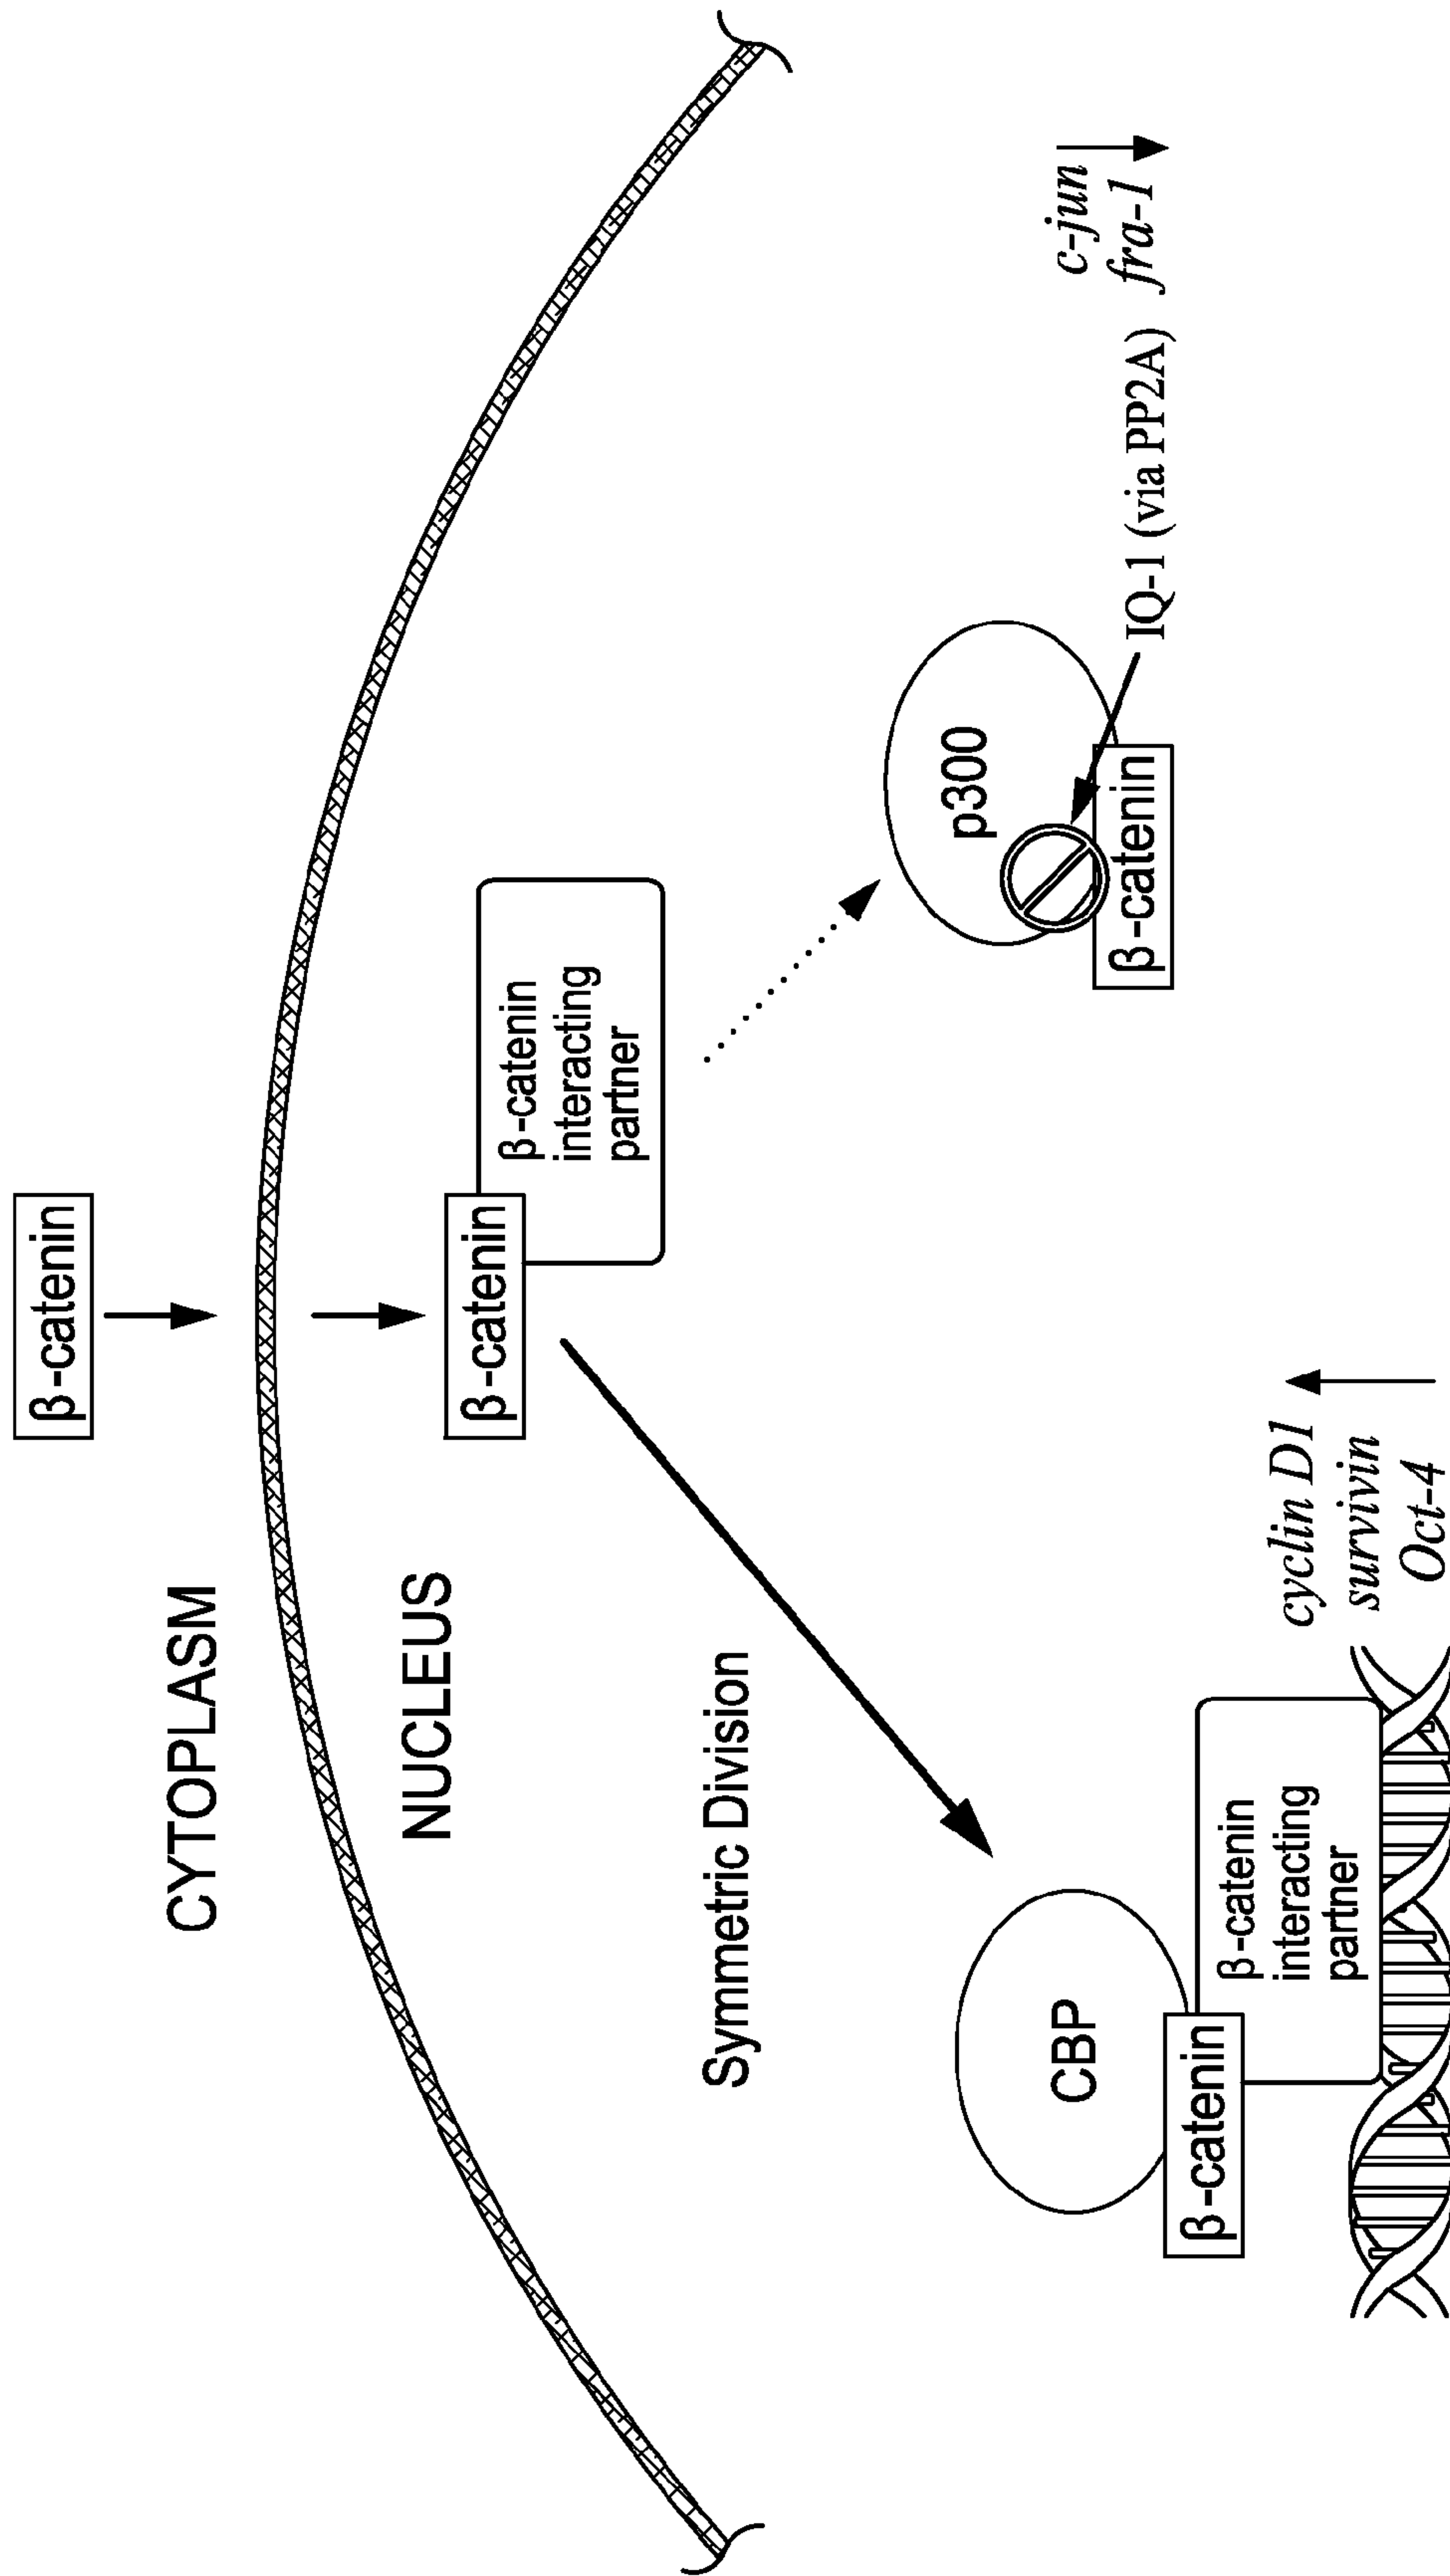 β-catenin
CYTOPLASM
NUCLEUS
β-catenin
β-catenin
interacting
partner
Symmetric Division
CBP
β-catenin
β-catenin
interacting
partner
cyclin D1
survivin
Oct-4
p300
β-catenin
IQ-1 (via PP2A)
c-jun
fra-1